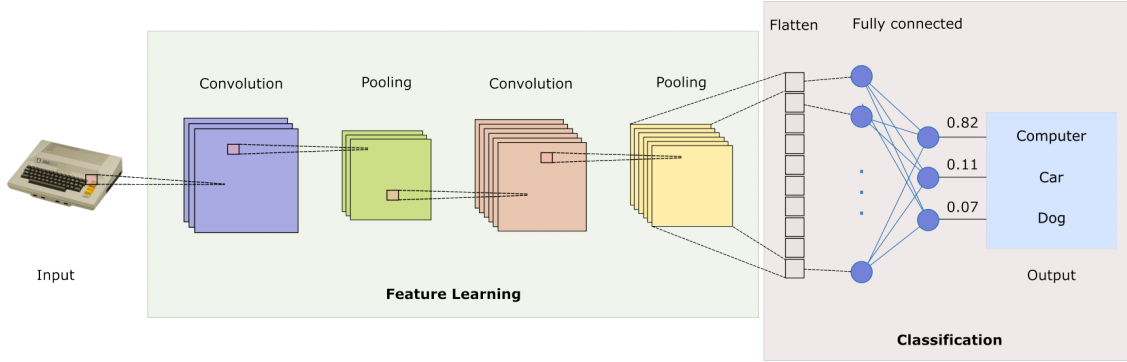 Flatten
Fully connected
Convolution
Pooling
Convolution
Pooling
0.82
Computer
0.11
Car
0.07
Dog
Input
Output
Feature Learning
Classification